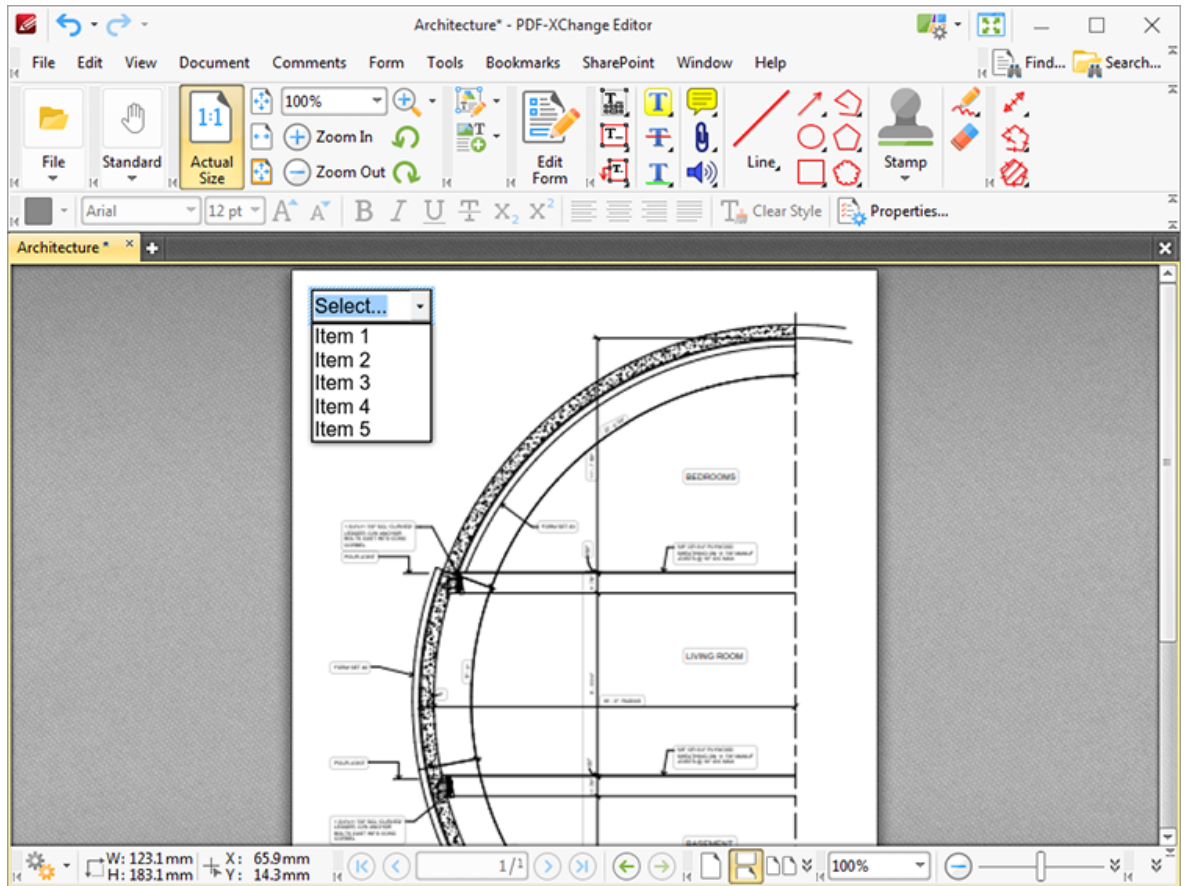 Architecture* - PDF-XChange Editor
File Edit View Document Comments Form Tools Bookmarks SharePoint Window Help
Find... Search...
1:1 100%
Zoom In
File Standard Actual Size Zoom Out Edit Form Line Stamp
Arial 12 pt Clear Style Properties...
Architecture *
Select...
Item 1
Item 2
Item 3
Item 4
Item 5
BEDROOMS
LIVING ROOM
BASEMENT
W: 123.1 mm X: 65.9 mm 1/1 100%
H: 183.1 mm Y: 14.3 mm